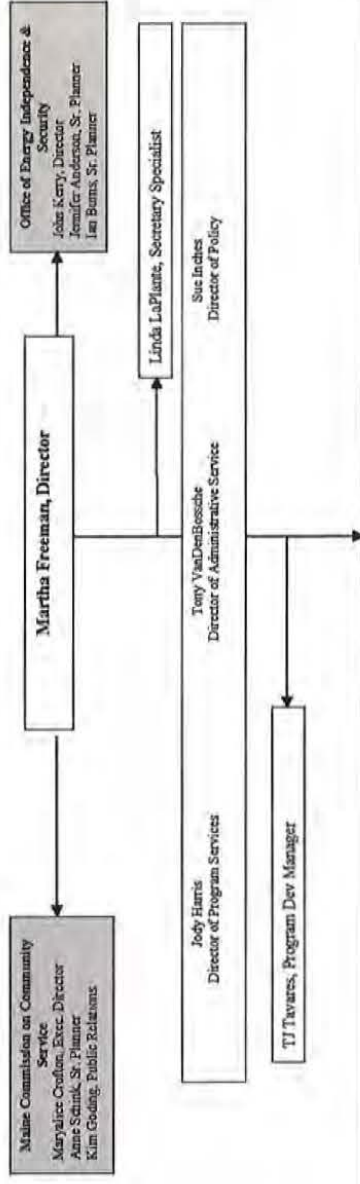 Martha Freeman, Director
Maine Commission on Community
Service
Maryalice Crofton, Exec. Director
Anne Schink, Sr. Planner
Kim Goding, Public Relations
Office of Energy Independence &
Security
John Kerry, Director
Jennifer Anderson, Sr. Planner
Ian Burns, Sr. Planner
Linda LaPlante, Secretary Specialist
Jody Harris
Director of Program Services
Tony VanDenBossche
Director of Administrative Service
Sue Inches
Director of Policy
TJ Tavares, Program Dev Manager